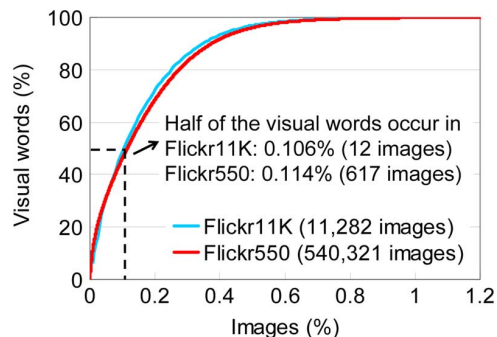 100
80
60
40
20
0
Visual words (%)
Half of the visual words occur in
Flickr11K: 0.106% (12 images)
Flickr550: 0.114% (617 images)
Flickr11K (11,282 images)
Flickr550 (540,321 images)
0 0.2 0.4 0.6 0.8 1 1.2
Images (%)